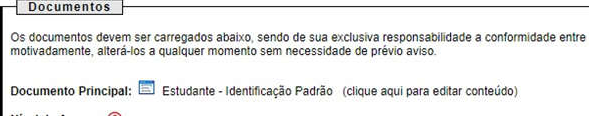 Documentos
Os documentos devem ser carregados abaixo, sendo de sua exclusiva responsabilidade a conformidade entre
motivadamente, alterá-los a qualquer momento sem necessidade de prévio aviso.
Documento Principal: Estudante - Identificação Padrão (clique aqui para editar conteúdo)